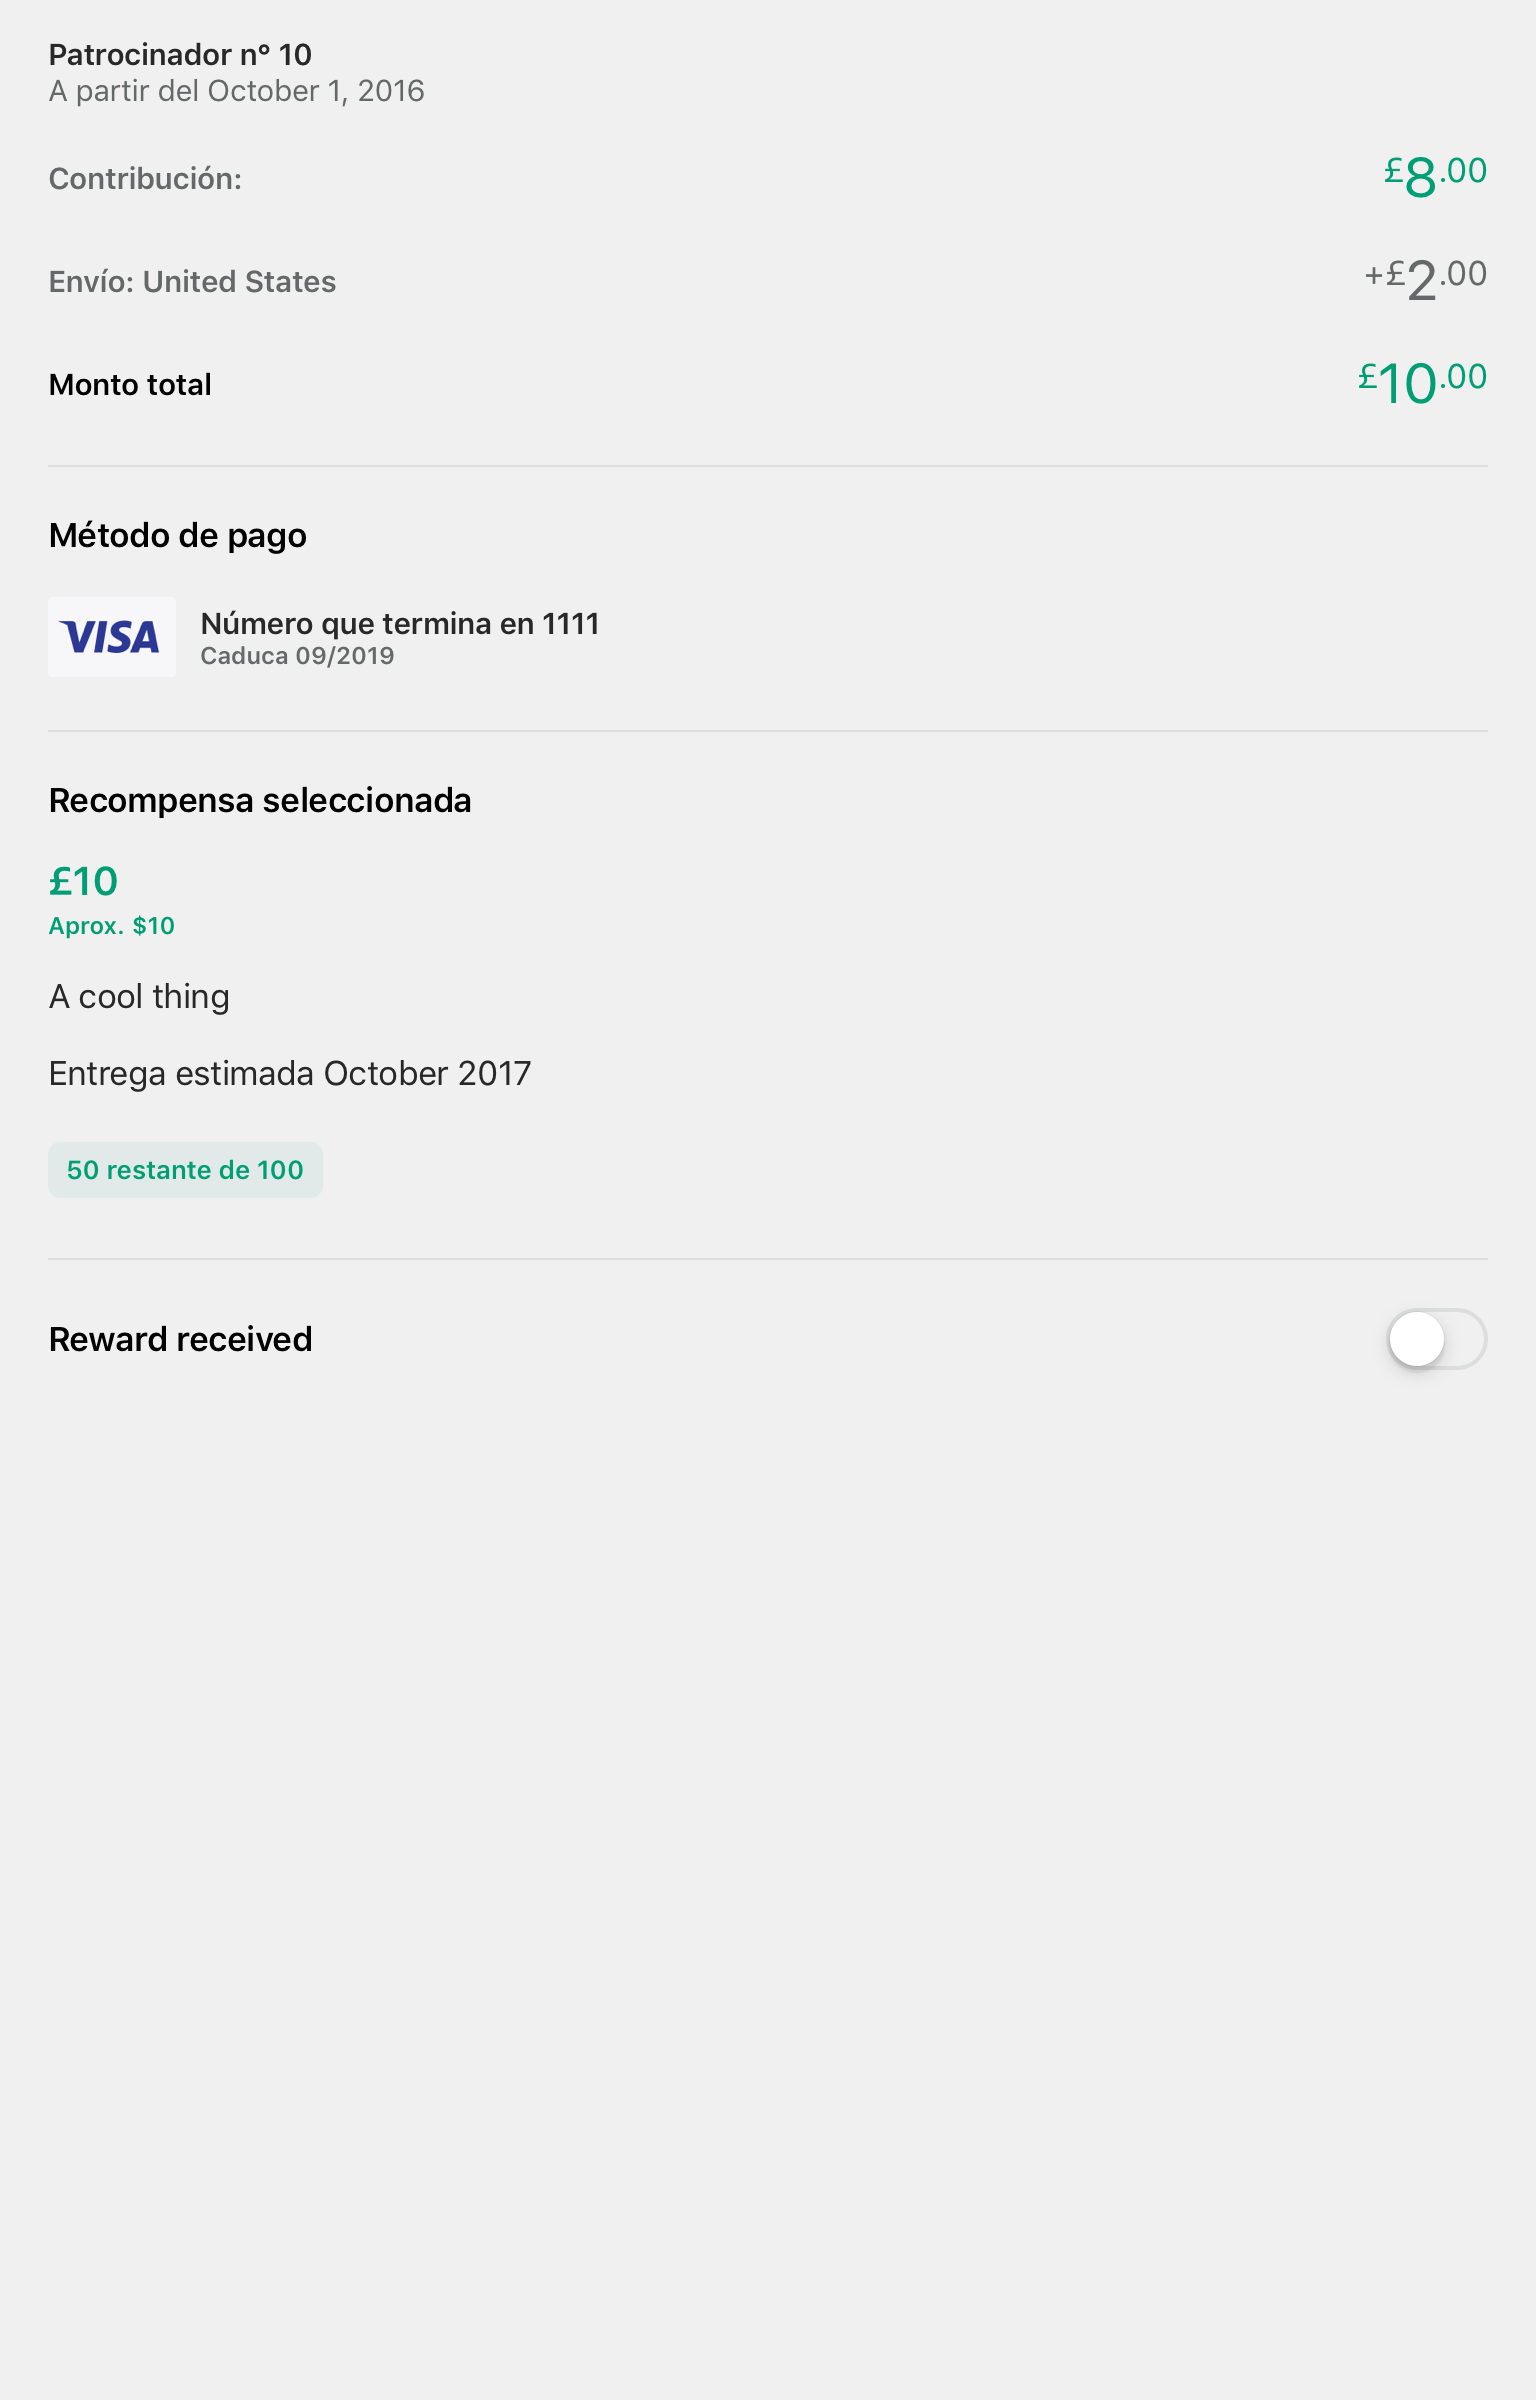 Patrocinador nº 10
A partir del October 1, 2016
Contribución: £8.00
Envío: United States +£2.00
Monto total £10.00
Método de pago
VISA Número que termina en 1111
Caduca 09/2019
Recompensa seleccionada
£10
Aprox. $10
A cool thing
Entrega estimada October 2017
50 restante de 100
Reward received